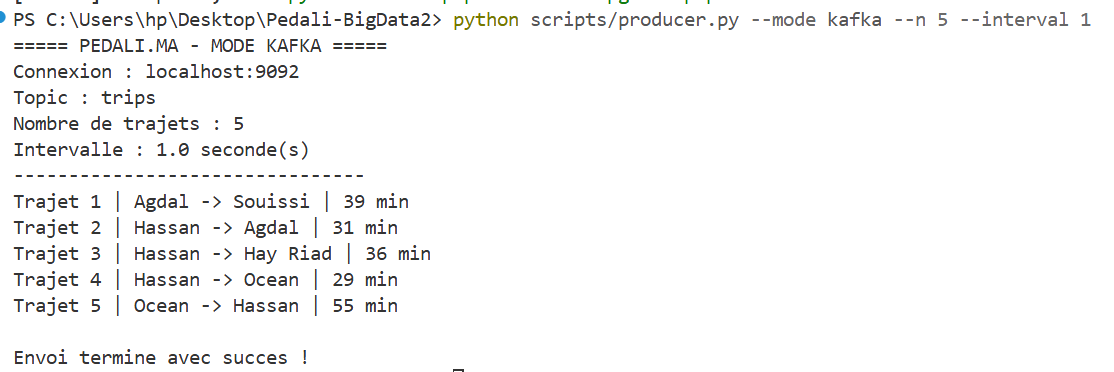 PS C:\Users\hp\Desktop\Pedali-BigData2> python scripts/producer.py --mode kafka --n 5 --interval 1
===== PEDALI.MA - MODE KAFKA =====
Connexion : localhost:9092
Topic : trips
Nombre de trajets : 5
Intervalle : 1.0 seconde(s)
--------------------------------
Trajet 1 | Agdal -> Souissi | 39 min
Trajet 2 | Hassan -> Agdal | 31 min
Trajet 3 | Hassan -> Hay Riad | 36 min
Trajet 4 | Hassan -> Ocean | 29 min
Trajet 5 | Ocean -> Hassan | 55 min
Envoi termine avec succes !